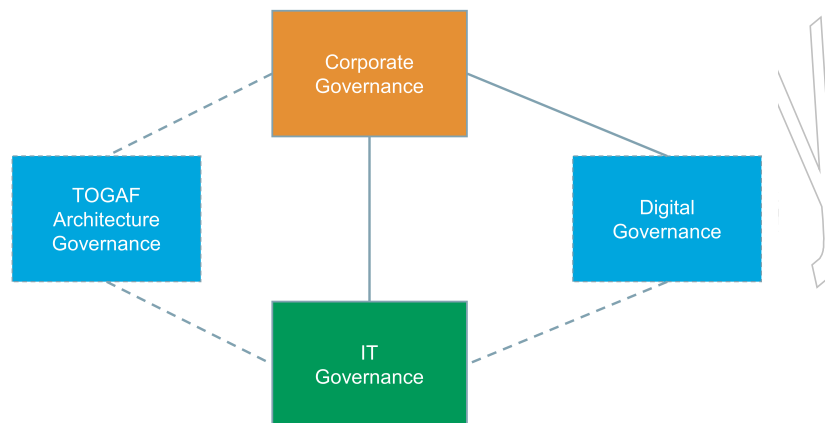 Corporate
Governance
TOGAF
Architecture
Governance
Digital
Governance
IT
Governance